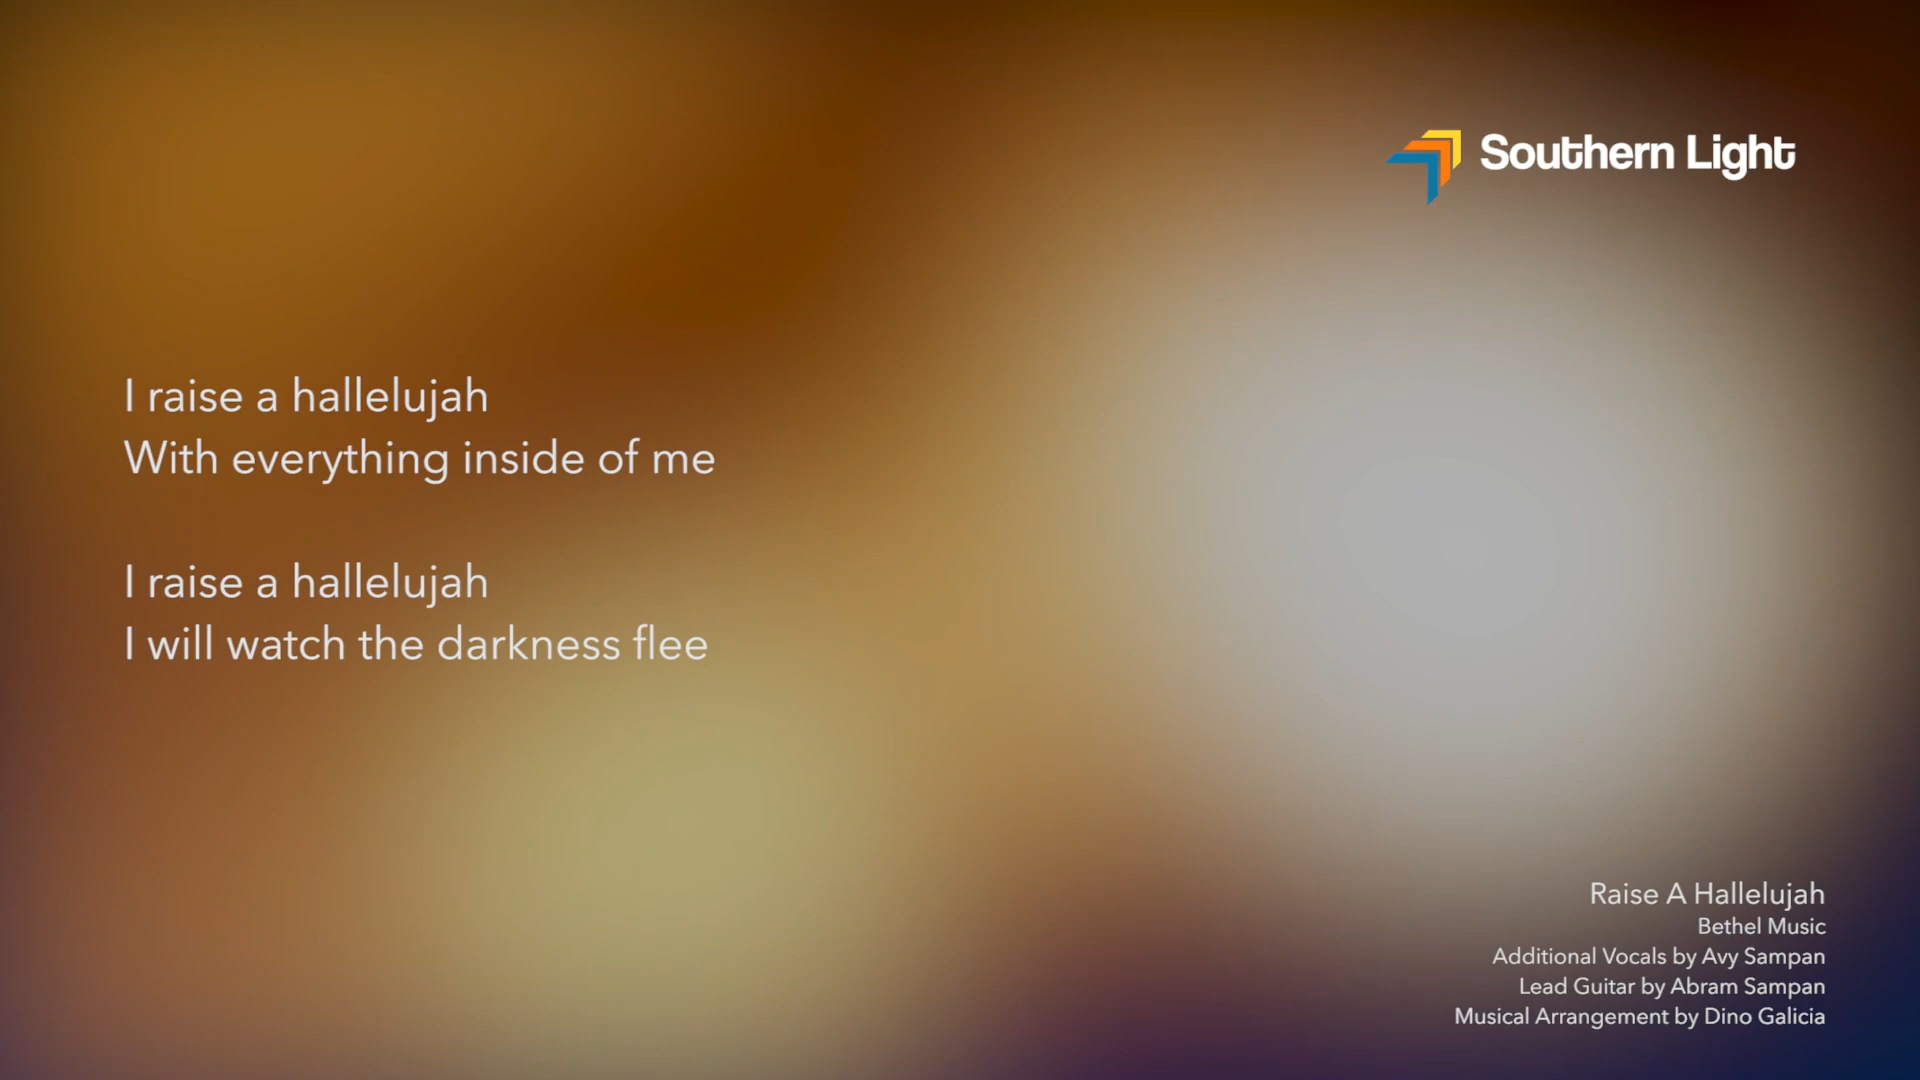 Southern Light
I raise a hallelujah
With everything inside of me
I raise a hallelujah
I will watch the darkness flee
Raise A Hallelujah
Bethel Music
Additional Vocals by Avy Sampan
Lead Guitar by Abram Sampan
Musical Arrangement by Dino Galicia